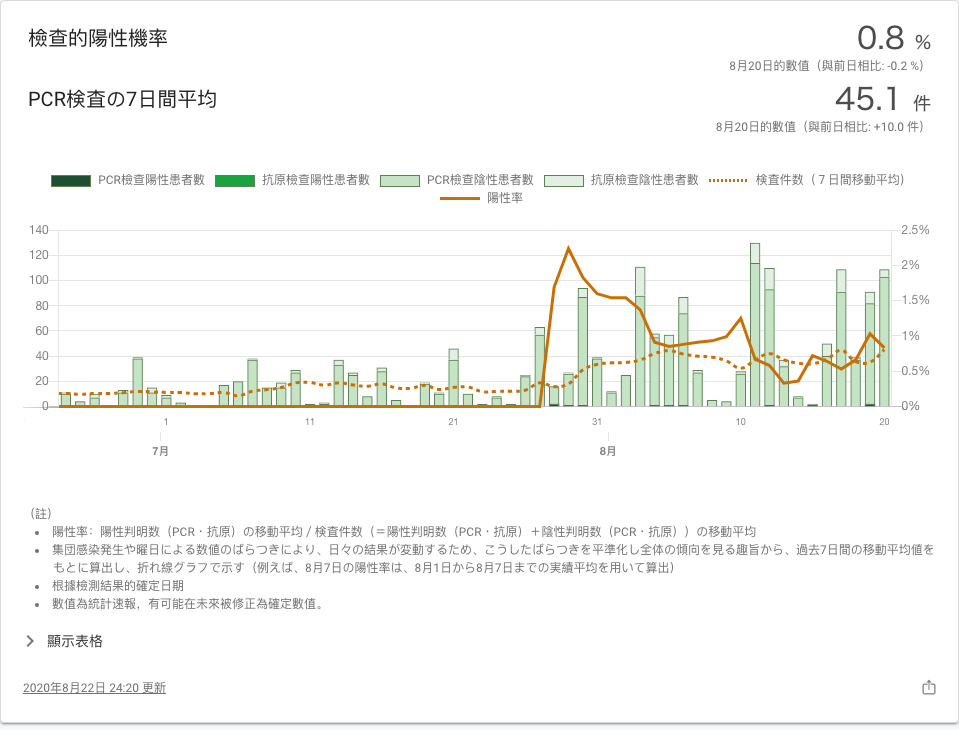 檢查的陽性機率
0.8 %
8月20日的數值（與前日相比: -0.2 %）
PCR検査の7日間平均
45.1 件
8月20日的數值（與前日相比: +10.0 件）
PCR檢查陽性患者數 抗原檢查陽性患者數 PCR檢查陰性患者數 抗原檢查陰性患者數 検査件数（７日間移動平均）
陽性率
140 2.5%
120 2%
100
80 1.5%
60 1%
40 0.5%
20
0 0%
1 11 21 31 10 20
7月 8月
（註）
陽性率：陽性判明数（PCR・抗原）の移動平均 / 検査件数（＝陽性判明数（PCR・抗原）＋陰性判明数（PCR・抗原））の移動平均
集団感染発生や曜日による数値のばらつきにより、日々の結果が変動するため、こうしたばらつきを平準化し全体の傾向を見る趣旨から、過去7日間の移動平均値を
もとに算出し、折れ線グラフで示す（例えば、8月7日の陽性率は、8月1日から8月7日までの実績平均を用いて算出）
根據檢測結果的確定日期
數值為統計速報，有可能在未來被修正為確定數值。
顯示表格
2020年8月22日 24:20 更新